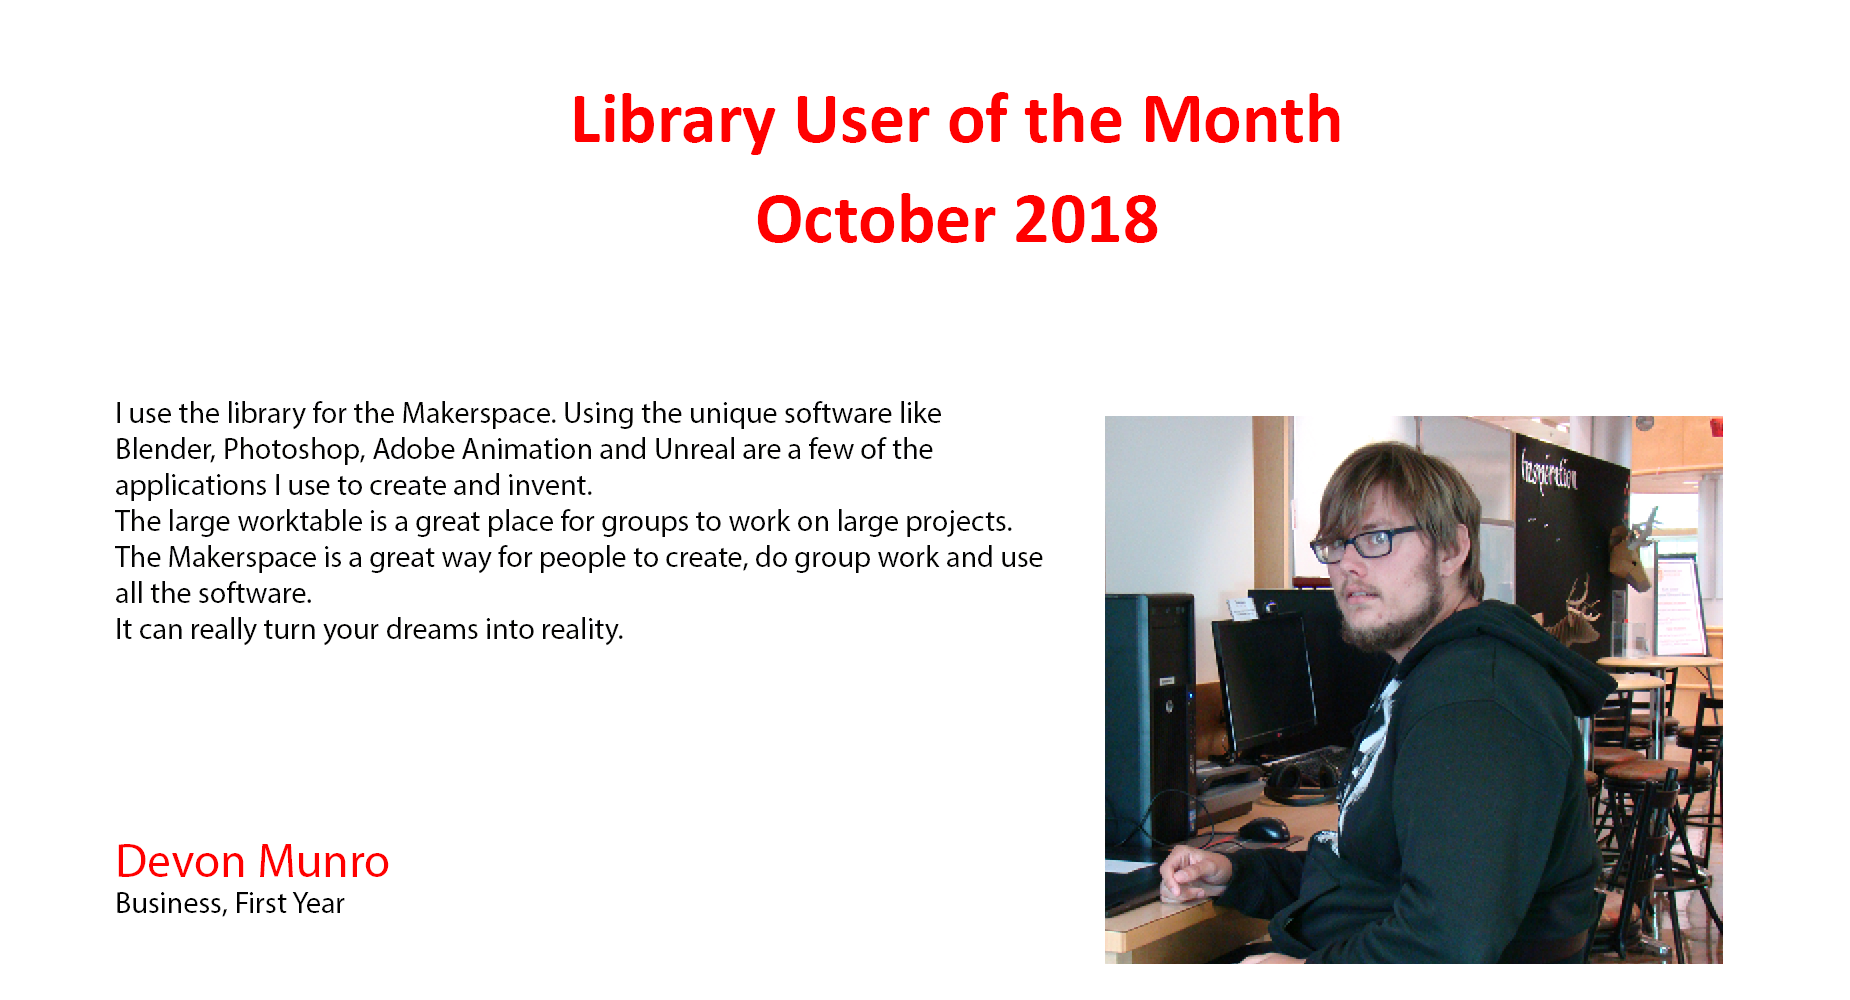 Library User of the Month
October 2018
I use the library for the Makerspace. Using the unique software like
Blender, Photoshop, Adobe Animation and Unreal are a few of the
applications I use to create and invent.
The large worktable is a great place for groups to work on large projects.
The Makerspace is a great way for people to create, do group work and use
all the software.
It can really turn your dreams into reality.
Inspiration
hp
Devon Munro
Business, First Year